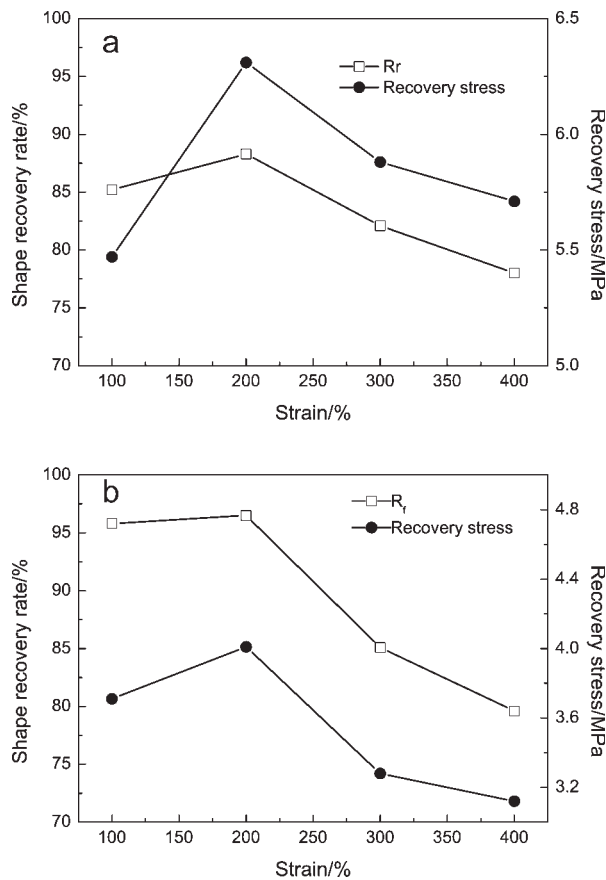 a
Rr
Recovery stress
Shape recovery rate/%
100
95
90
85
80
75
70
6.5
6.0
5.5
5.0
Recovery stress/MPa
100 150 200 250 300 350 400
Strain/%
b
Rf
Recovery stress
Shape recovery rate/%
100
95
90
85
80
75
70
4.8
4.4
4.0
3.6
3.2
Recovery stress/MPa
100 150 200 250 300 350 400
Strain/%